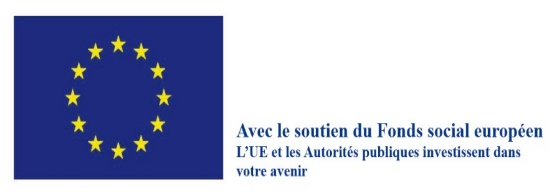 Avec le soutien du Fonds social européen
L’UE et les Autorités publiques investissent dans
votre avenir